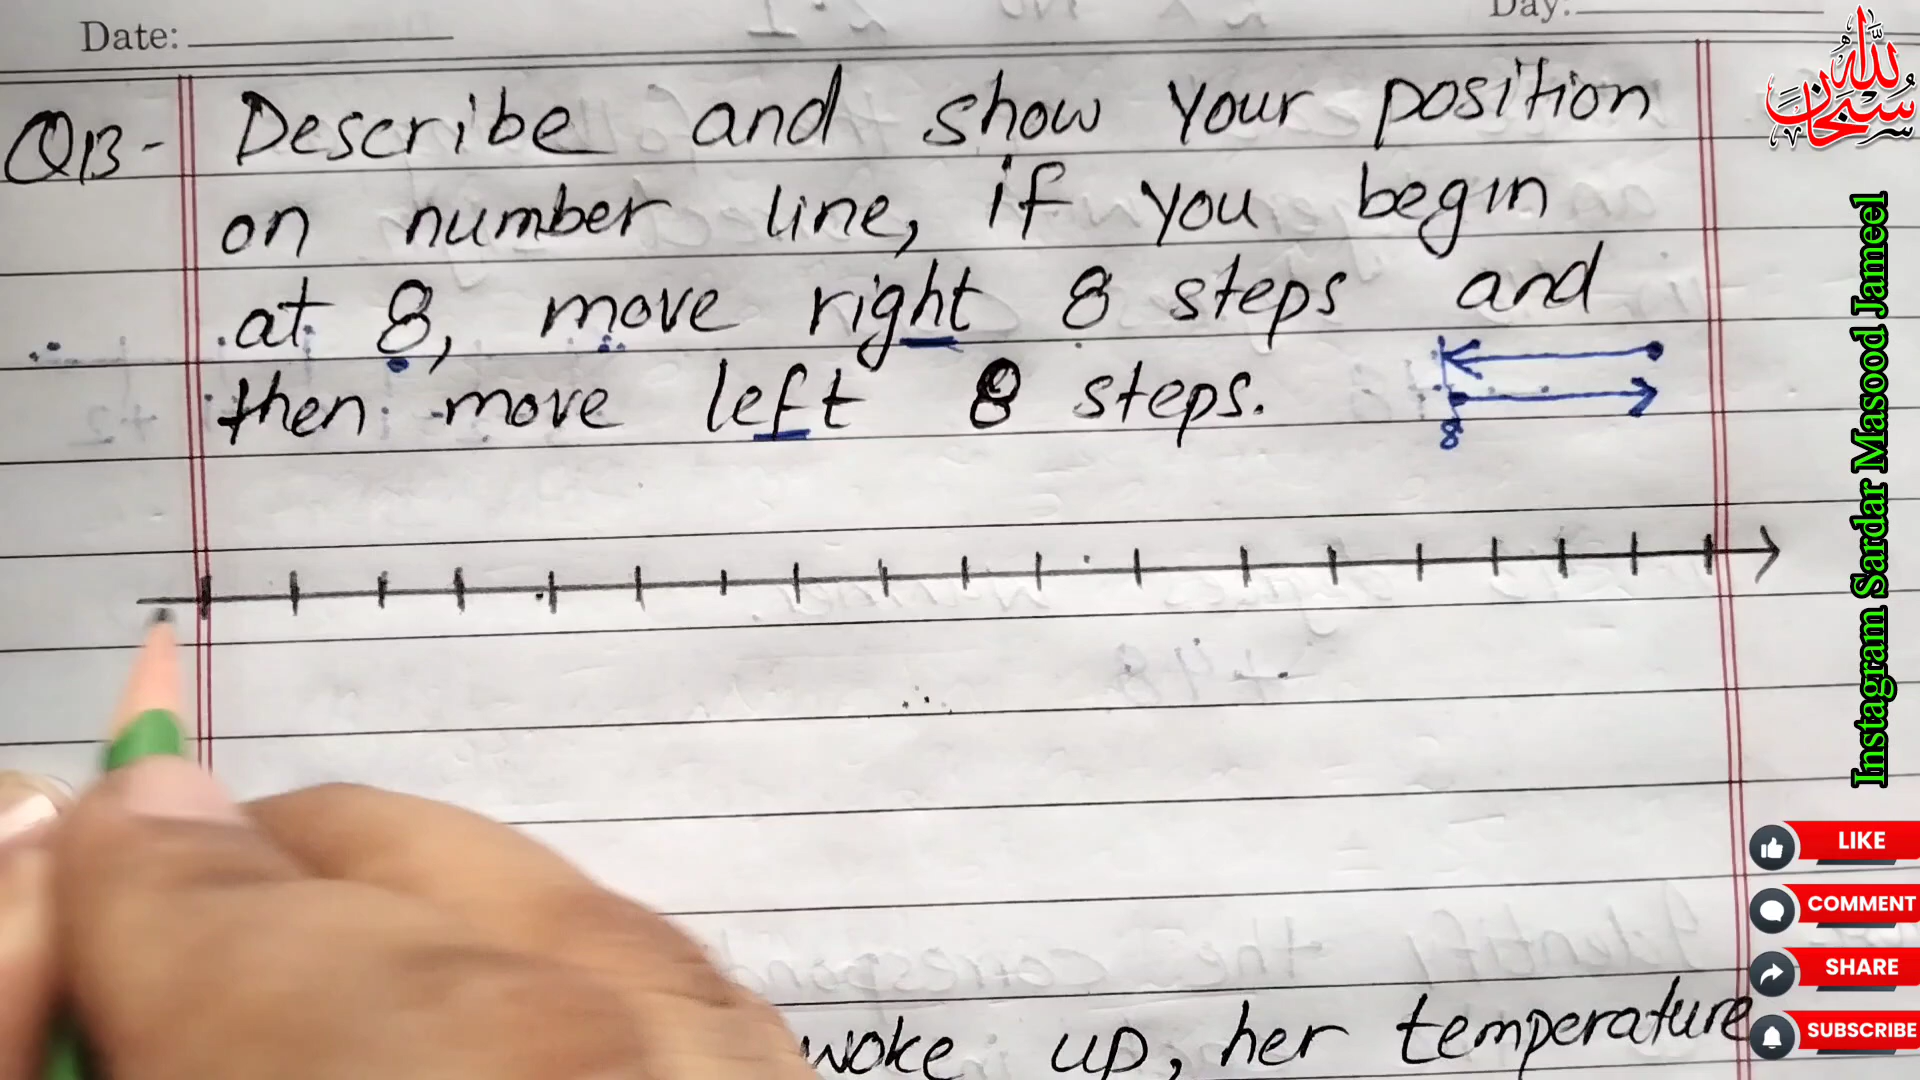 Date:
Day:
Q13- Describe and show your position
on number line, if you begin
at 8, move right 8 steps and
then move left 8 steps.
8
woke up, her temperature
سبحان الله
Instagram Sardar Masood Jameel
LIKE
COMMENT
SHARE
SUBSCRIBE